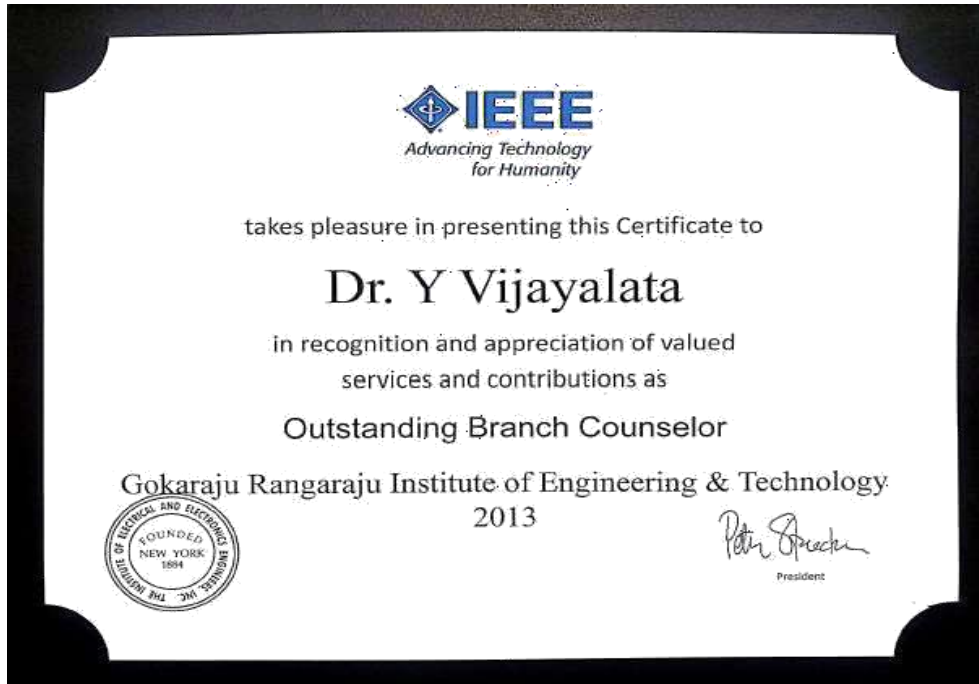 IEEE
Advancing Technology
for Humanity
takes pleasure in presenting this Certificate to
Dr. Y Vijayalata
in recognition and appreciation of valued
services and contributions as
Outstanding Branch Counselor
Gokaraju Rangaraju Institute of Engineering & Technology
2013
THE INSTITUTE OF ELECTRICAL AND ELECTRONICS ENGINEERS, INC.
FOUNDED
NEW YORK
1884
Peter
President